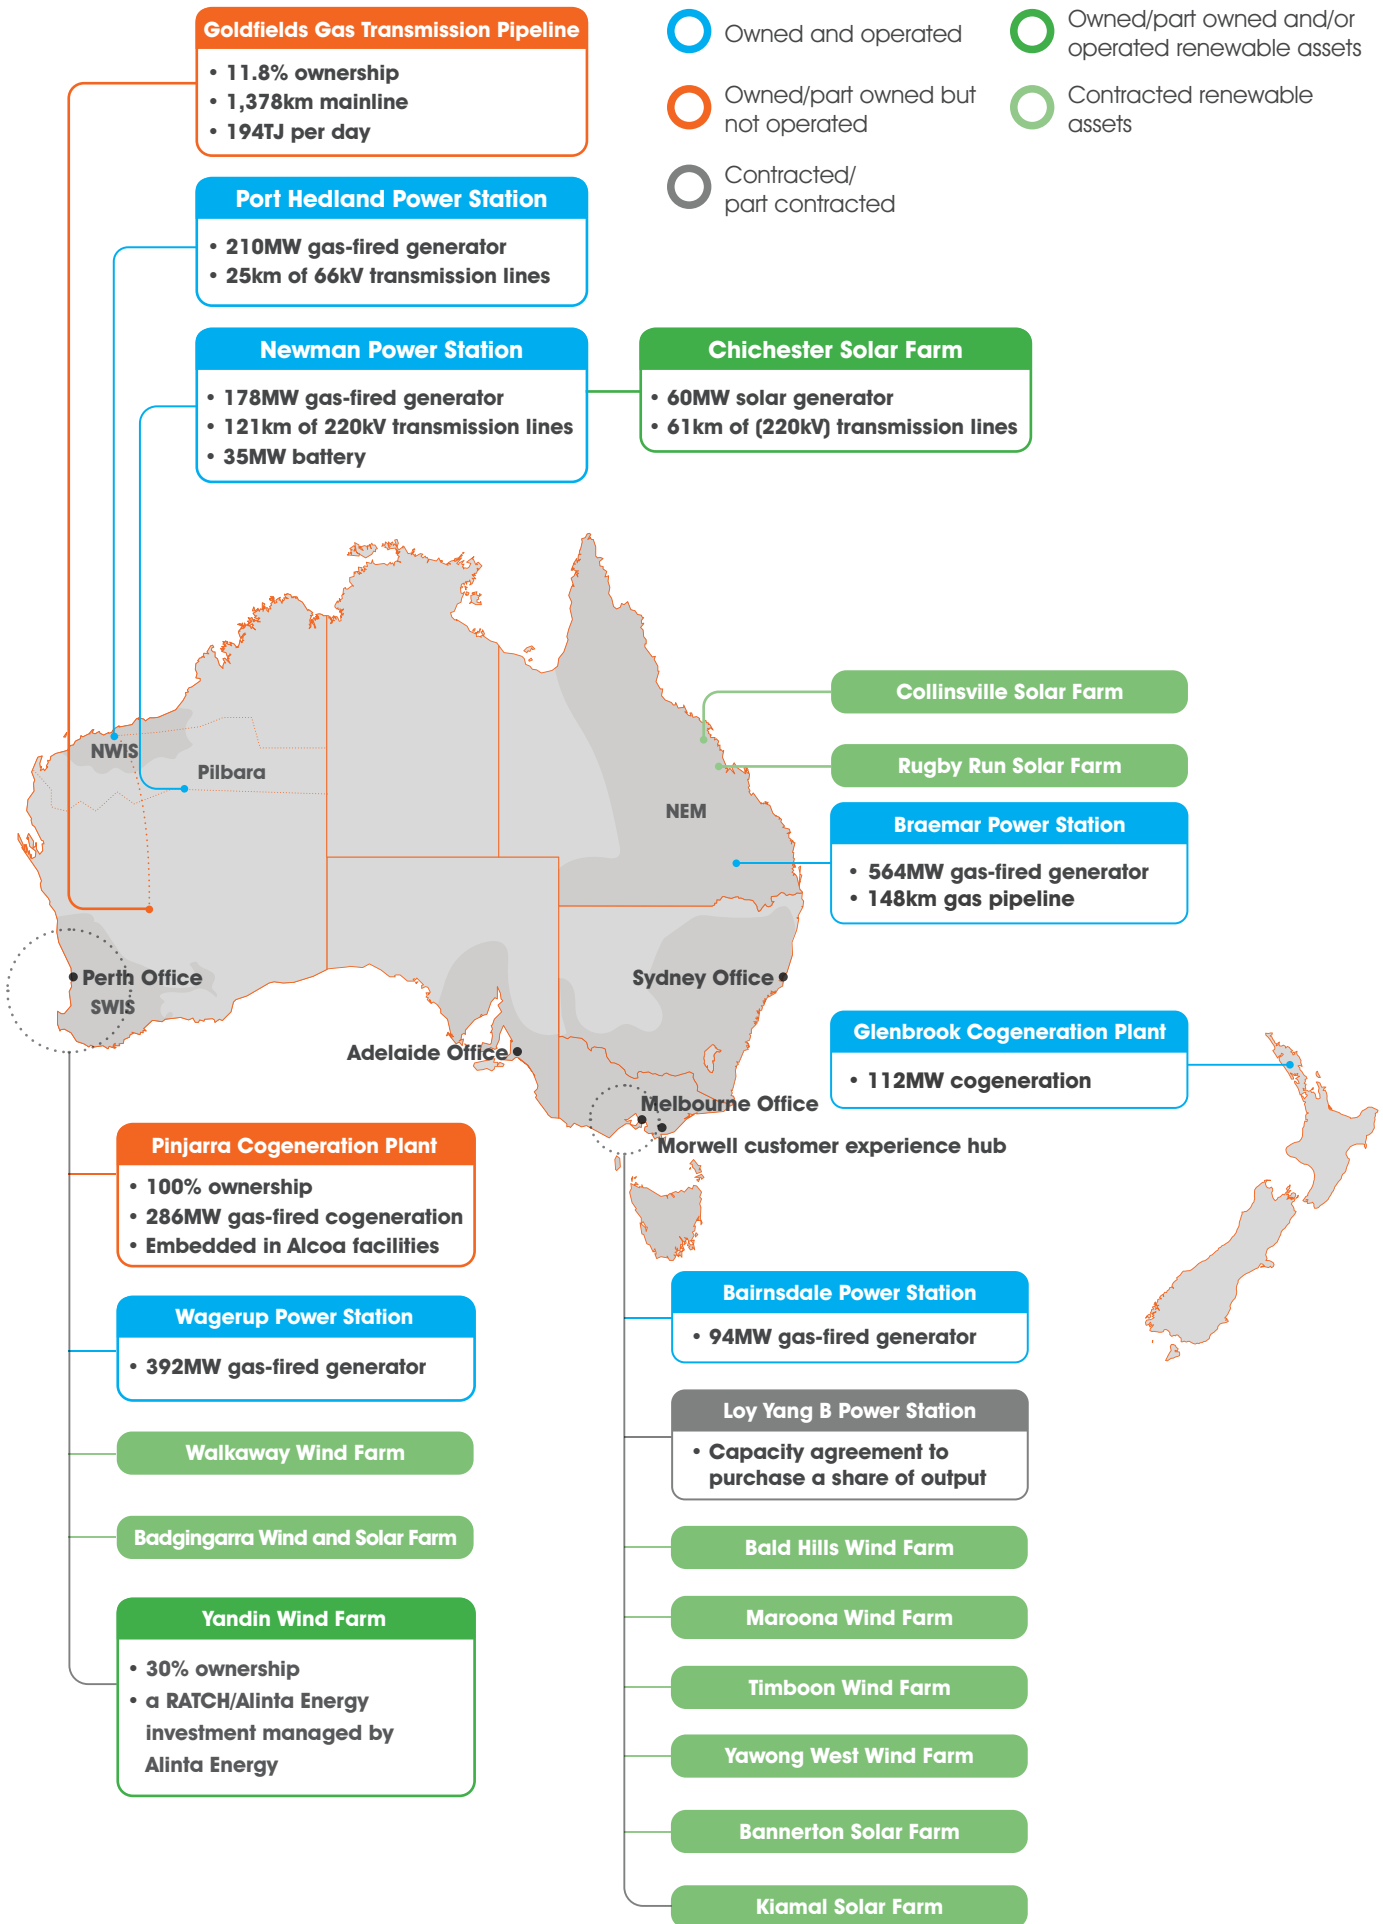 Goldfields Gas Transmission Pipeline
• 11.8% ownership
• 1,378km mainline
• 194TJ per day
Owned and operated
Owned/part owned but
not operated
Contracted/
part contracted
Owned/part owned and/or
operated renewable assets
Contracted renewable
assets
Port Hedland Power Station
• 210MW gas-fired generator
• 25km of 66kV transmission lines
Newman Power Station
• 178MW gas-fired generator
• 121km of 220kV transmission lines
• 35MW battery
Chichester Solar Farm
• 60MW solar generator
• 61km of (220kV) transmission lines
NWIS
Pilbara
NEM
Collinsville Solar Farm
Rugby Run Solar Farm
Braemar Power Station
• 564MW gas-fired generator
• 148km gas pipeline
Perth Office
SWIS
Sydney Office
Adelaide Office
Melbourne Office
Morwell customer experience hub
Glenbrook Cogeneration Plant
• 112MW cogeneration
Pinjarra Cogeneration Plant
• 100% ownership
• 286MW gas-fired cogeneration
• Embedded in Alcoa facilities
Wagerup Power Station
• 392MW gas-fired generator
Walkaway Wind Farm
Badgingarra Wind and Solar Farm
Yandin Wind Farm
• 30% ownership
• a RATCH/Alinta Energy
investment managed by
Alinta Energy
Bairnsdale Power Station
• 94MW gas-fired generator
Loy Yang B Power Station
• Capacity agreement to
purchase a share of output
Bald Hills Wind Farm
Maroona Wind Farm
Timboon Wind Farm
Yawong West Wind Farm
Bannerton Solar Farm
Kiamal Solar Farm